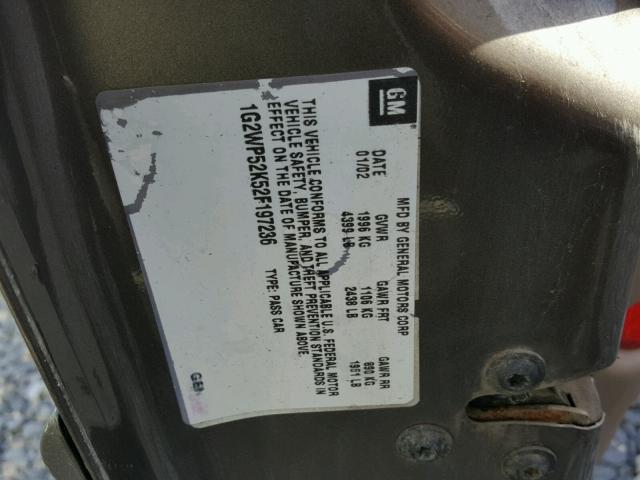 GM
MFD BY GENERAL MOTORS CORP
DATE GVWR GAWR FRT GAWR RR
01/02 1996 KG 1106 KG 890 KG
4399 LB 2438 LB 1961 LB
THIS VEHICLE CONFORMS TO ALL APPLICABLE U.S. FEDERAL MOTOR
VEHICLE SAFETY, BUMPER, AND THEFT PREVENTION STANDARDS IN
EFFECT ON THE DATE OF MANUFACTURE SHOWN ABOVE.
1G2WP52K52F197236 TYPE: PASS CAR